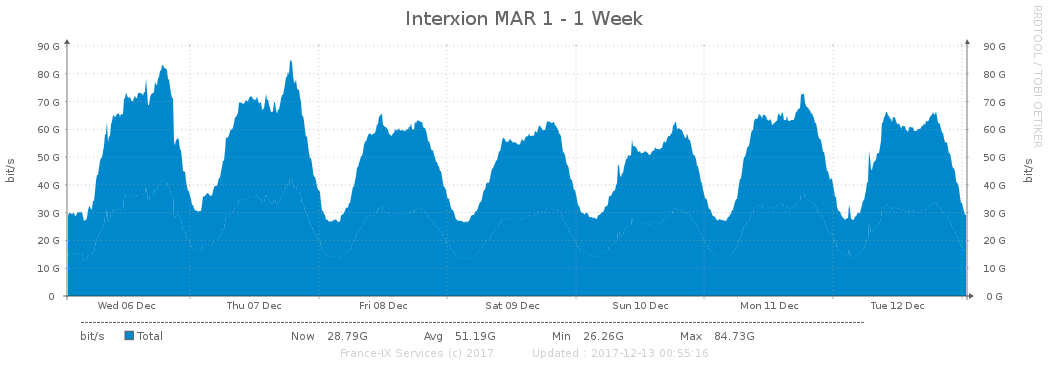 Interxion MAR 1 - 1 Week
RRDTOOL / TOBI OETIKER
90 G 90 G
80 G 80 G
70 G 70 G
60 G 60 G
50 G 50 G
40 G 40 G
30 G 30 G
20 G 20 G
10 G 10 G
0 0 G
bit/s bit/s
Wed 06 Dec Thu 07 Dec Fri 08 Dec Sat 09 Dec Sun 10 Dec Mon 11 Dec Tue 12 Dec
bit/s Total Now 28.79G Avg 51.19G Min 26.26G Max 84.73G
France-IX Services (c) 2017 Updated : 2017-12-13 00:55:16